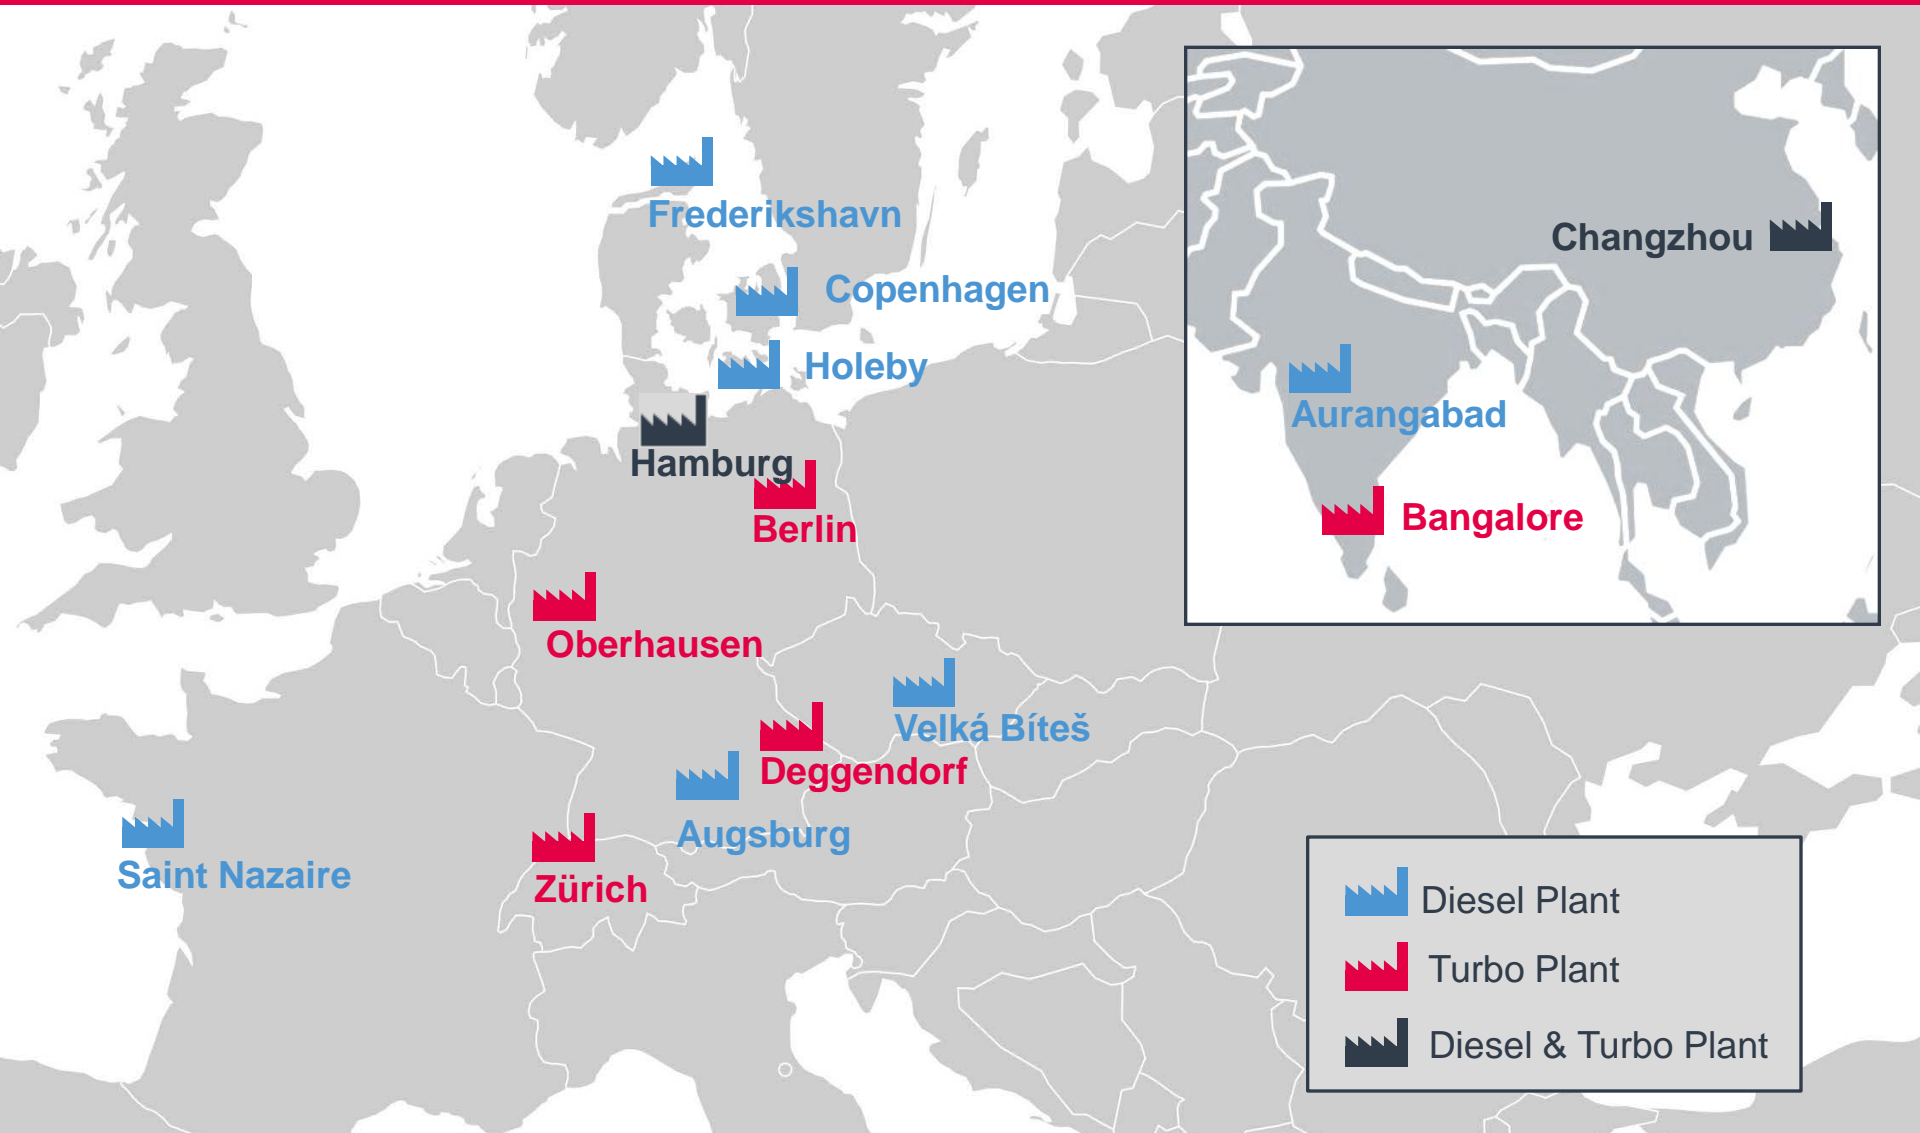 Frederikshavn
Copenhagen
Holeby
Hamburg
Berlin
Oberhausen
Velká Bíteš
Deggendorf
Augsburg
Saint Nazaire
Zürich
Changzhou
Aurangabad
Bangalore
Diesel Plant
Turbo Plant
Diesel & Turbo Plant